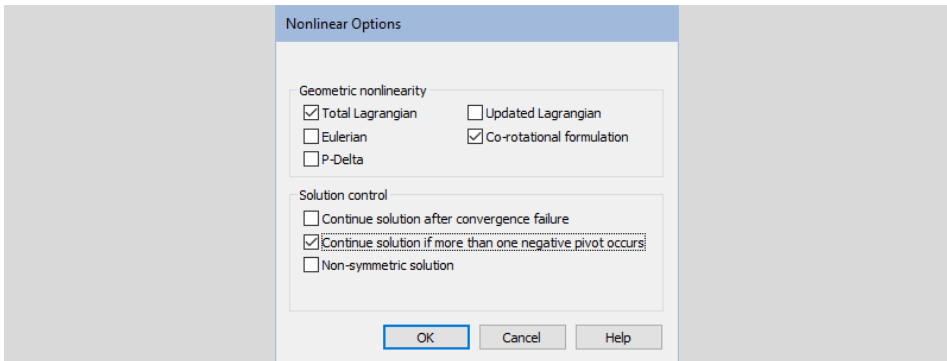 Nonlinear Options
Geometric nonlinearity
Total Lagrangian Updated Lagrangian
Eulerian Co-rotational formulation
P-Delta
Solution control
Continue solution after convergence failure
Continue solution if more than one negative pivot occurs
Non-symmetric solution
OK Cancel Help